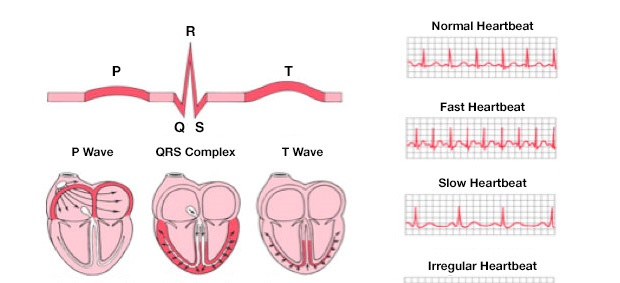 R
P
T
Q S
P Wave
QRS Complex
T Wave
Normal Heartbeat
Fast Heartbeat
Slow Heartbeat
Irregular Heartbeat